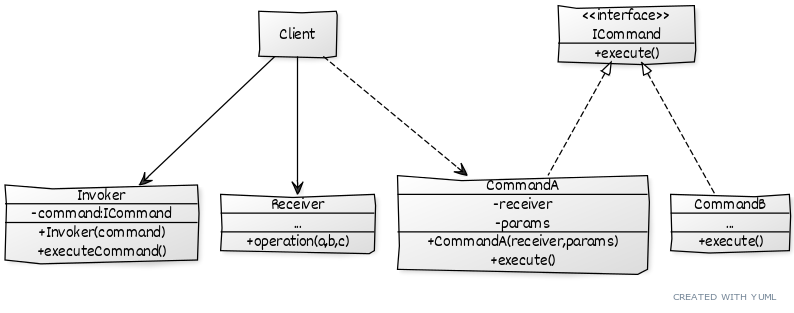 Client
<<interface>>
ICommand
+execute()
Invoker
-command:ICommand
+Invoker(command)
+executeCommand()
Receiver
...
+operation(a,b,c)
CommandA
-receiver
-params
+CommandA(receiver,params)
+execute()
CommandB
...
+execute()
CREATED WITH YUML